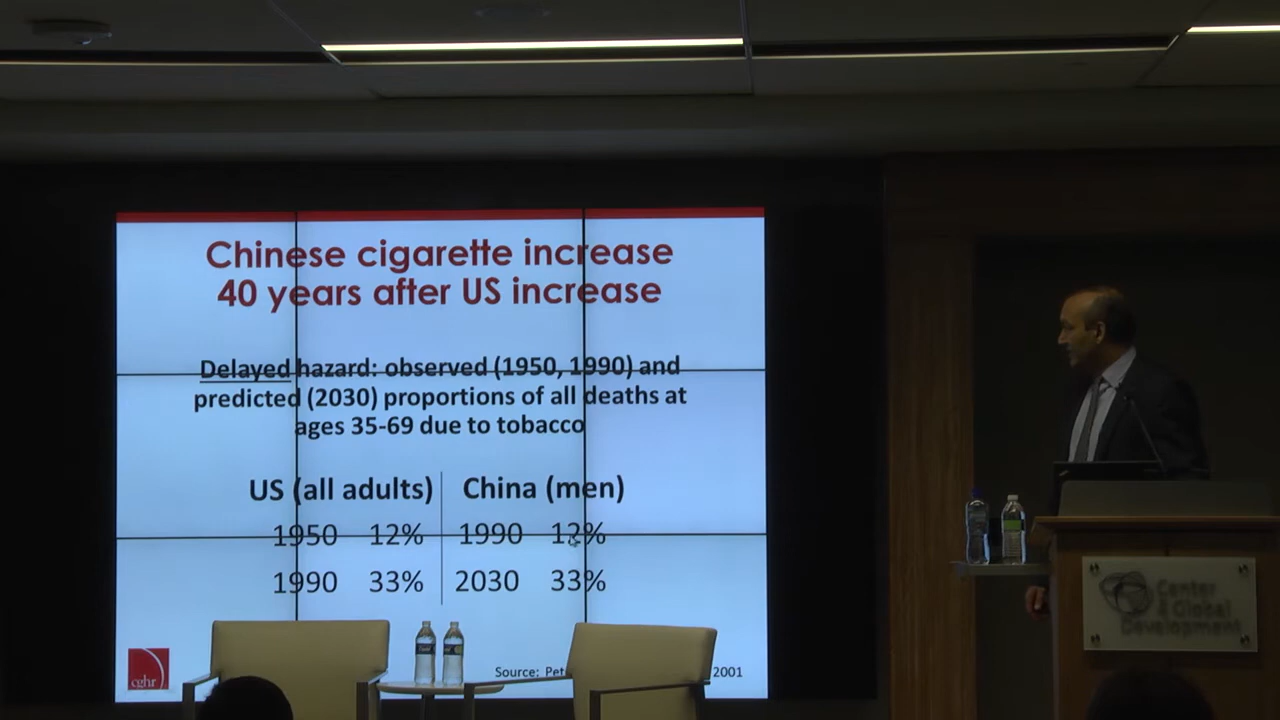 Chinese cigarette increase
40 years after US increase
Delayed hazard: observed (1950, 1990) and
predicted (2030) proportions of all deaths at
ages 35-69 due to tobacco
US (all adults) China (men)
1950 12% 1990 12%
1990 33% 2030 33%
cghr
Source: 2001
Center
Global
Development